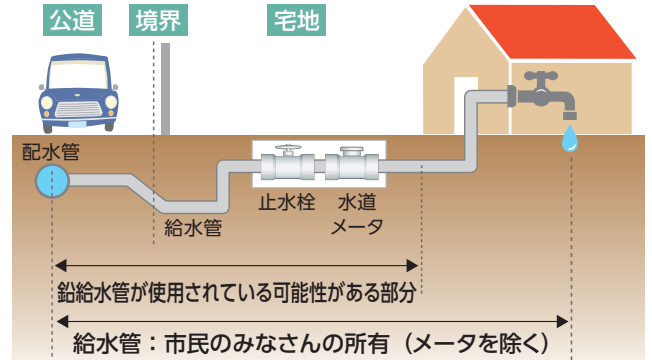 公道
境界
宅地
配水管
給水管
止水栓
水道
メータ
鉛給水管が使用されている可能性がある部分
給水管：市民のみなさんの所有（メータを除く）